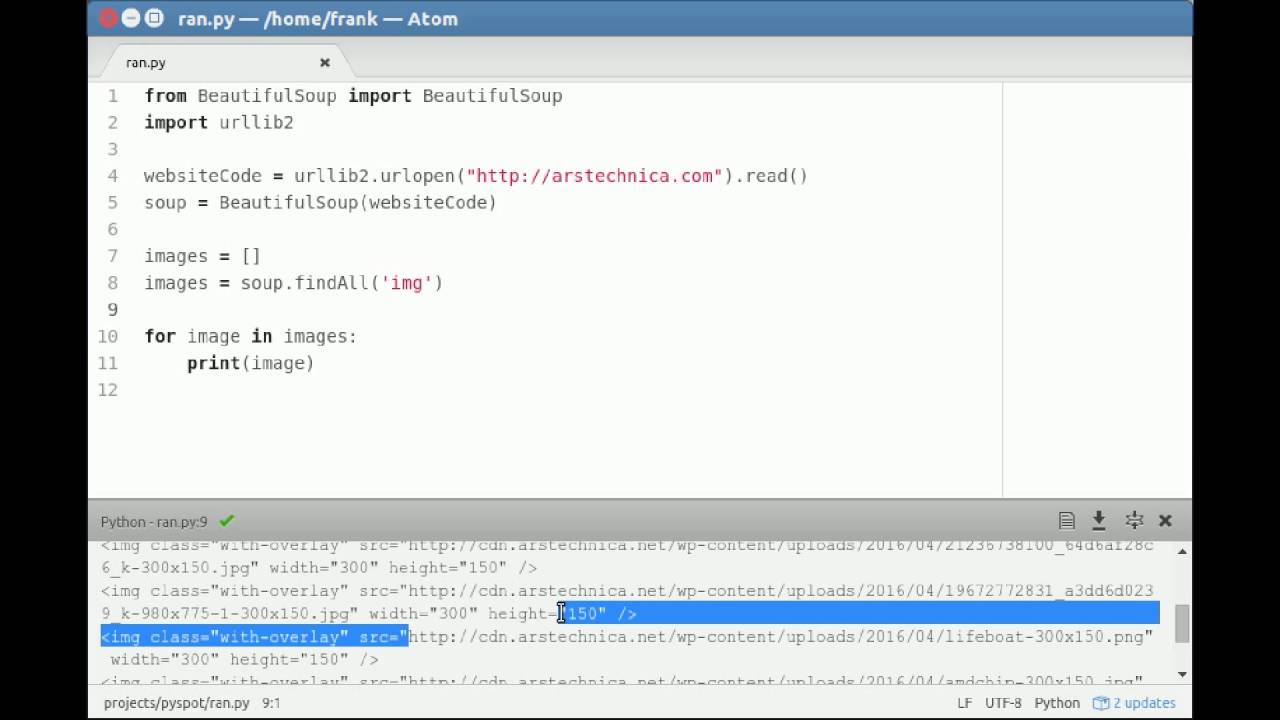 ran.py — /home/frank — Atom
ran.py
1 from BeautifulSoup import BeautifulSoup
2 import urllib2
3
4 websiteCode = urllib2.urlopen("http://arstechnica.com").read()
5 soup = BeautifulSoup(websiteCode)
6
7 images = []
8 images = soup.findAll('img')
9
10 for image in images:
11     print(image)
12
Python - ran.py:9
<img class="with-overlay" src="http://cdn.arstechnica.net/wp-content/uploads/2016/04/21236738100_64d6af28c
6_k-300x150.jpg" width="300" height="150" />
<img class="with-overlay" src="http://cdn.arstechnica.net/wp-content/uploads/2016/04/19672772831_a3dd6d023
9_k-980x775-1-300x150.jpg" width="300" height="150" />
<img class="with-overlay" src="http://cdn.arstechnica.net/wp-content/uploads/2016/04/lifeboat-300x150.png"
width="300" height="150" />
<img class="with-overlay" src="http://cdn.arstechnica.net/wp-content/uploads/2016/04/amdchip-300x150.jpg"
projects/pyspot/ran.py 9:1 LF UTF-8 Python 2 updates